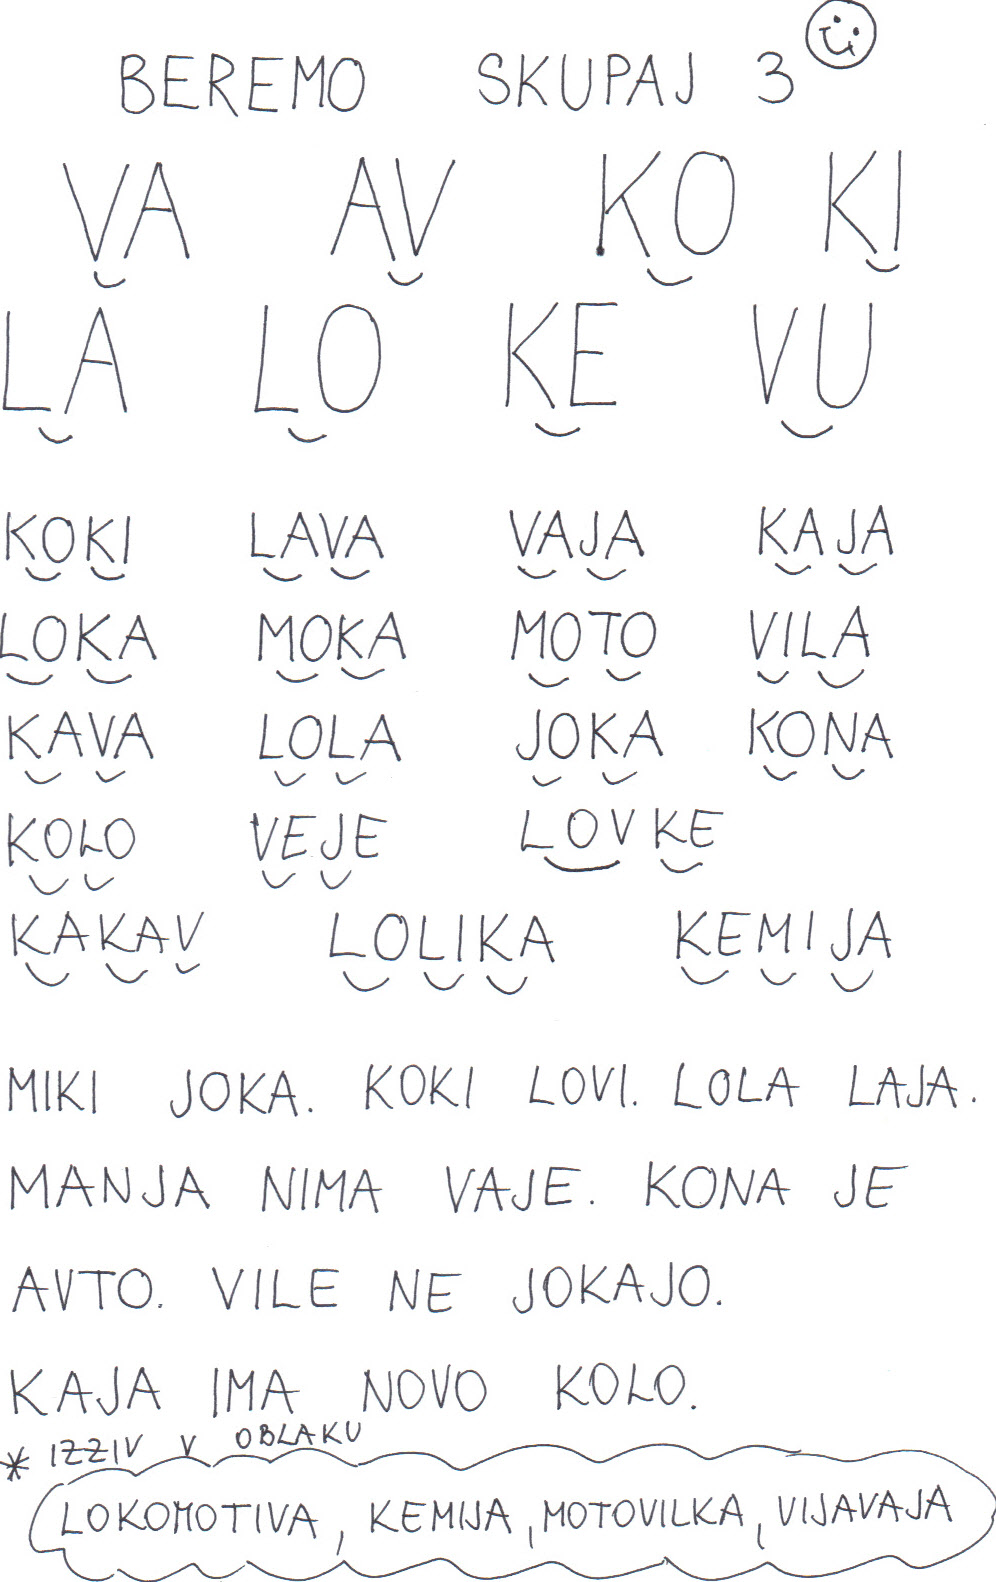 BEREMO SKUPAJ 3
VA AV KO KI
LA LO KE VU
KOKI LAVA VAJA KAJA
LOKA MOKA MOTO VILA
KAVA LOLA JOKA KONA
KOLO VEJE LOVKE
KAKAV LOLIKA KEMIJA
MIKI JOKA. KOKI LOVI. LOLA LAJA.
MANJA NIMA VAJE. KONA JE
AVTO. VILE NE JOKAJO.
KAJA IMA NOVO KOLO.
* IZZIV V OBLAKU
LOKOMOTIVA, KEMIJA, MOTOVILKA, VIJAVAJA